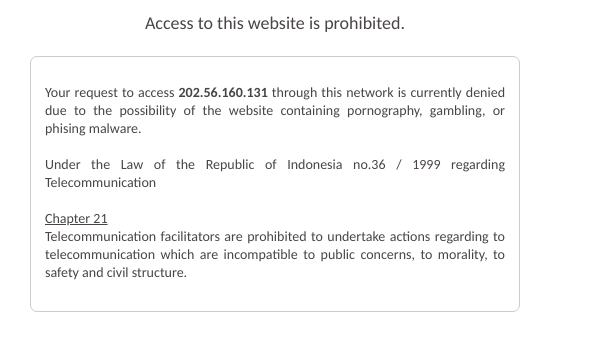 Access to this website is prohibited.
Your request to access 202.56.160.131 through this network is currently denied
due to the possibility of the website containing pornography, gambling, or
phising malware.
Under the Law of the Republic of Indonesia no.36 / 1999 regarding
Telecommunication
Chapter 21
Telecommunication facilitators are prohibited to undertake actions regarding to
telecommunication which are incompatible to public concerns, to morality, to
safety and civil structure.